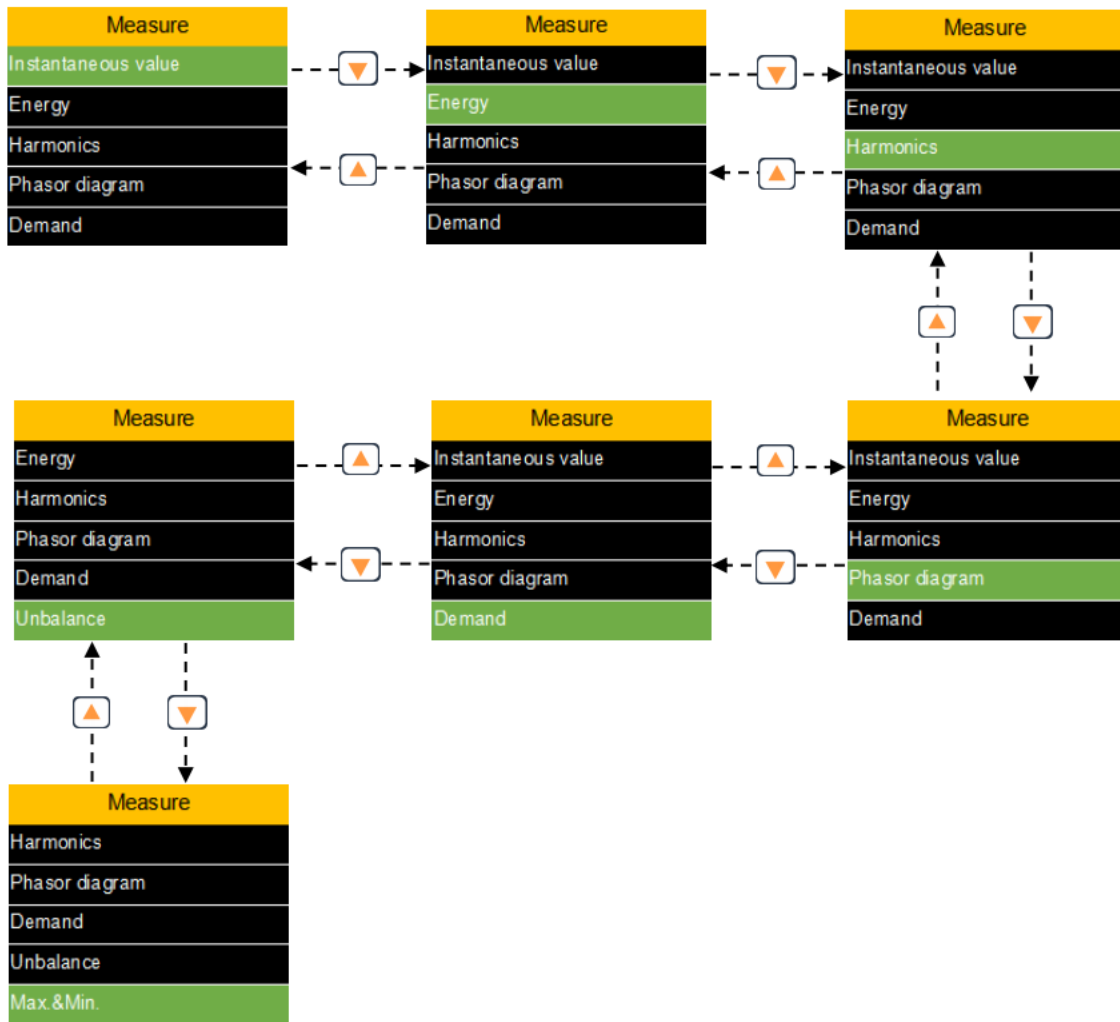 Measure
Instantaneous value
Energy
Harmonics
Phasor diagram
Demand
Measure
Instantaneous value
Energy
Harmonics
Phasor diagram
Demand
Measure
Instantaneous value
Energy
Harmonics
Phasor diagram
Demand
Measure
Energy
Harmonics
Phasor diagram
Demand
Unbalance
Measure
Instantaneous value
Energy
Harmonics
Phasor diagram
Demand
Measure
Instantaneous value
Energy
Harmonics
Phasor diagram
Demand
Measure
Harmonics
Phasor diagram
Demand
Unbalance
Max.&Min.